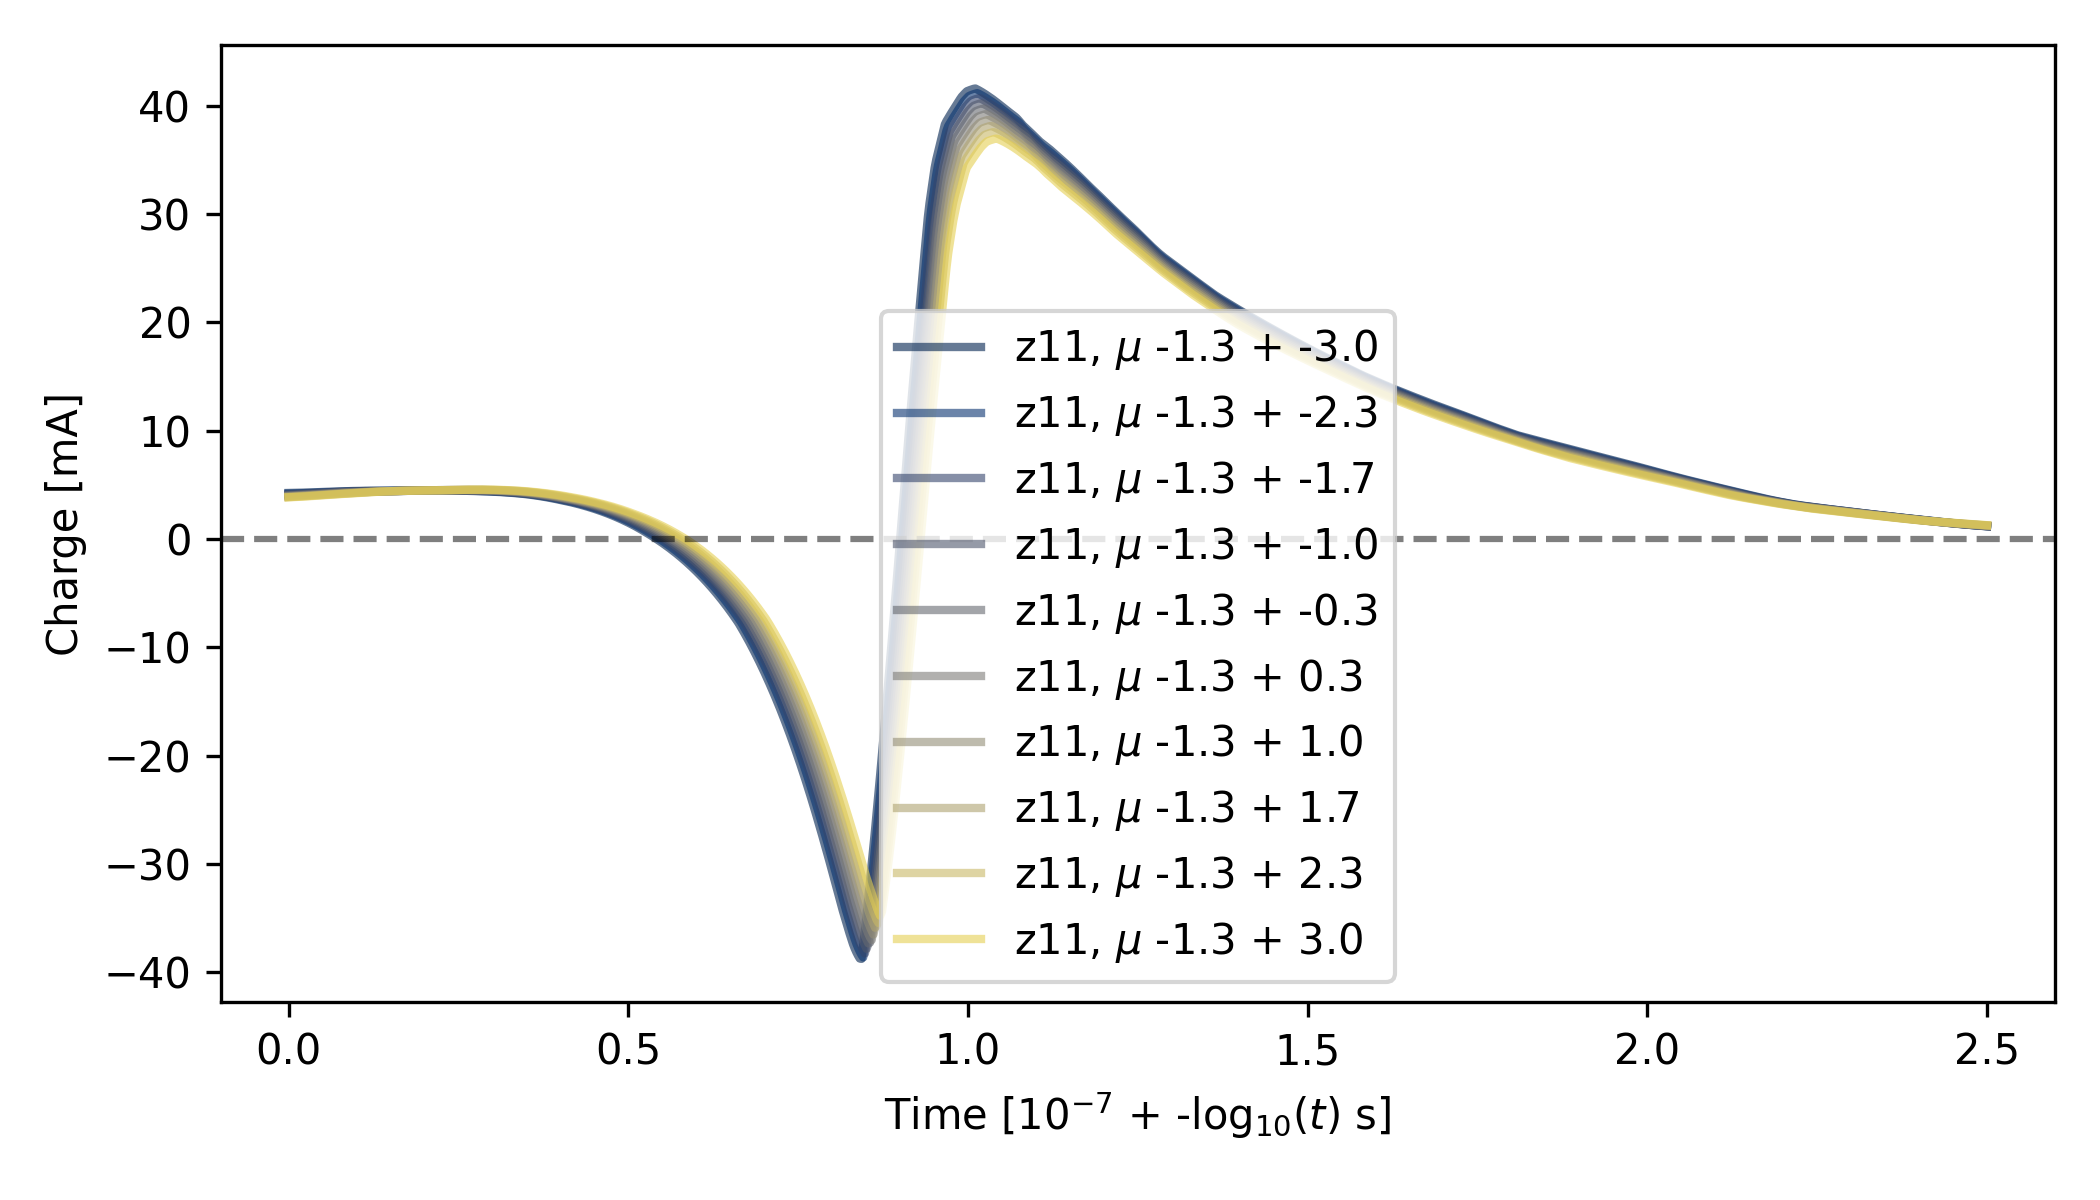 40
30
20
10
0
−10
−20
−30
−40
Charge [mA]
z11, μ -1.3 + -3.0
z11, μ -1.3 + -2.3
z11, μ -1.3 + -1.7
z11, μ -1.3 + -1.0
z11, μ -1.3 + -0.3
z11, μ -1.3 + 0.3
z11, μ -1.3 + 1.0
z11, μ -1.3 + 1.7
z11, μ -1.3 + 2.3
z11, μ -1.3 + 3.0
0.0 0.5 1.0 1.5 2.0 2.5
Time [10⁻⁷ + -log₁₀(t) s]